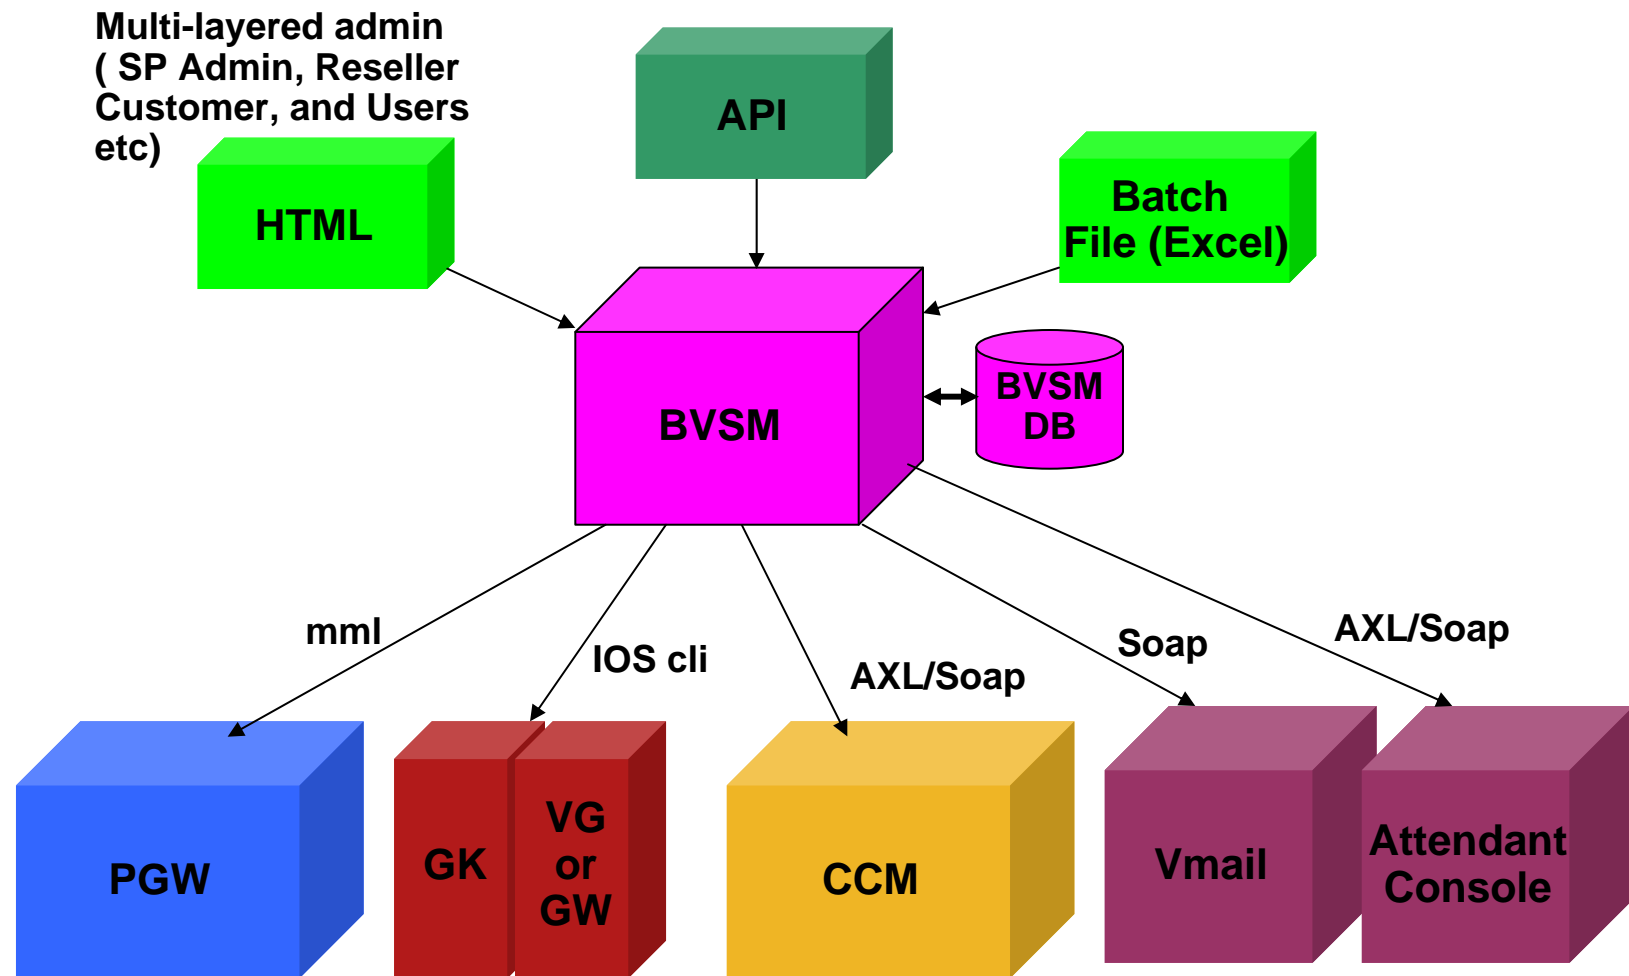 Multi-layered admin
( SP Admin, Reseller
Customer, and Users
etc)
API
HTML
Batch
File (Excel)
BVSM
BVSM
DB
mml
IOS cli
AXL/Soap
Soap
AXL/Soap
PGW
GK
VG
or
GW
CCM
Vmail
Attendant
Console